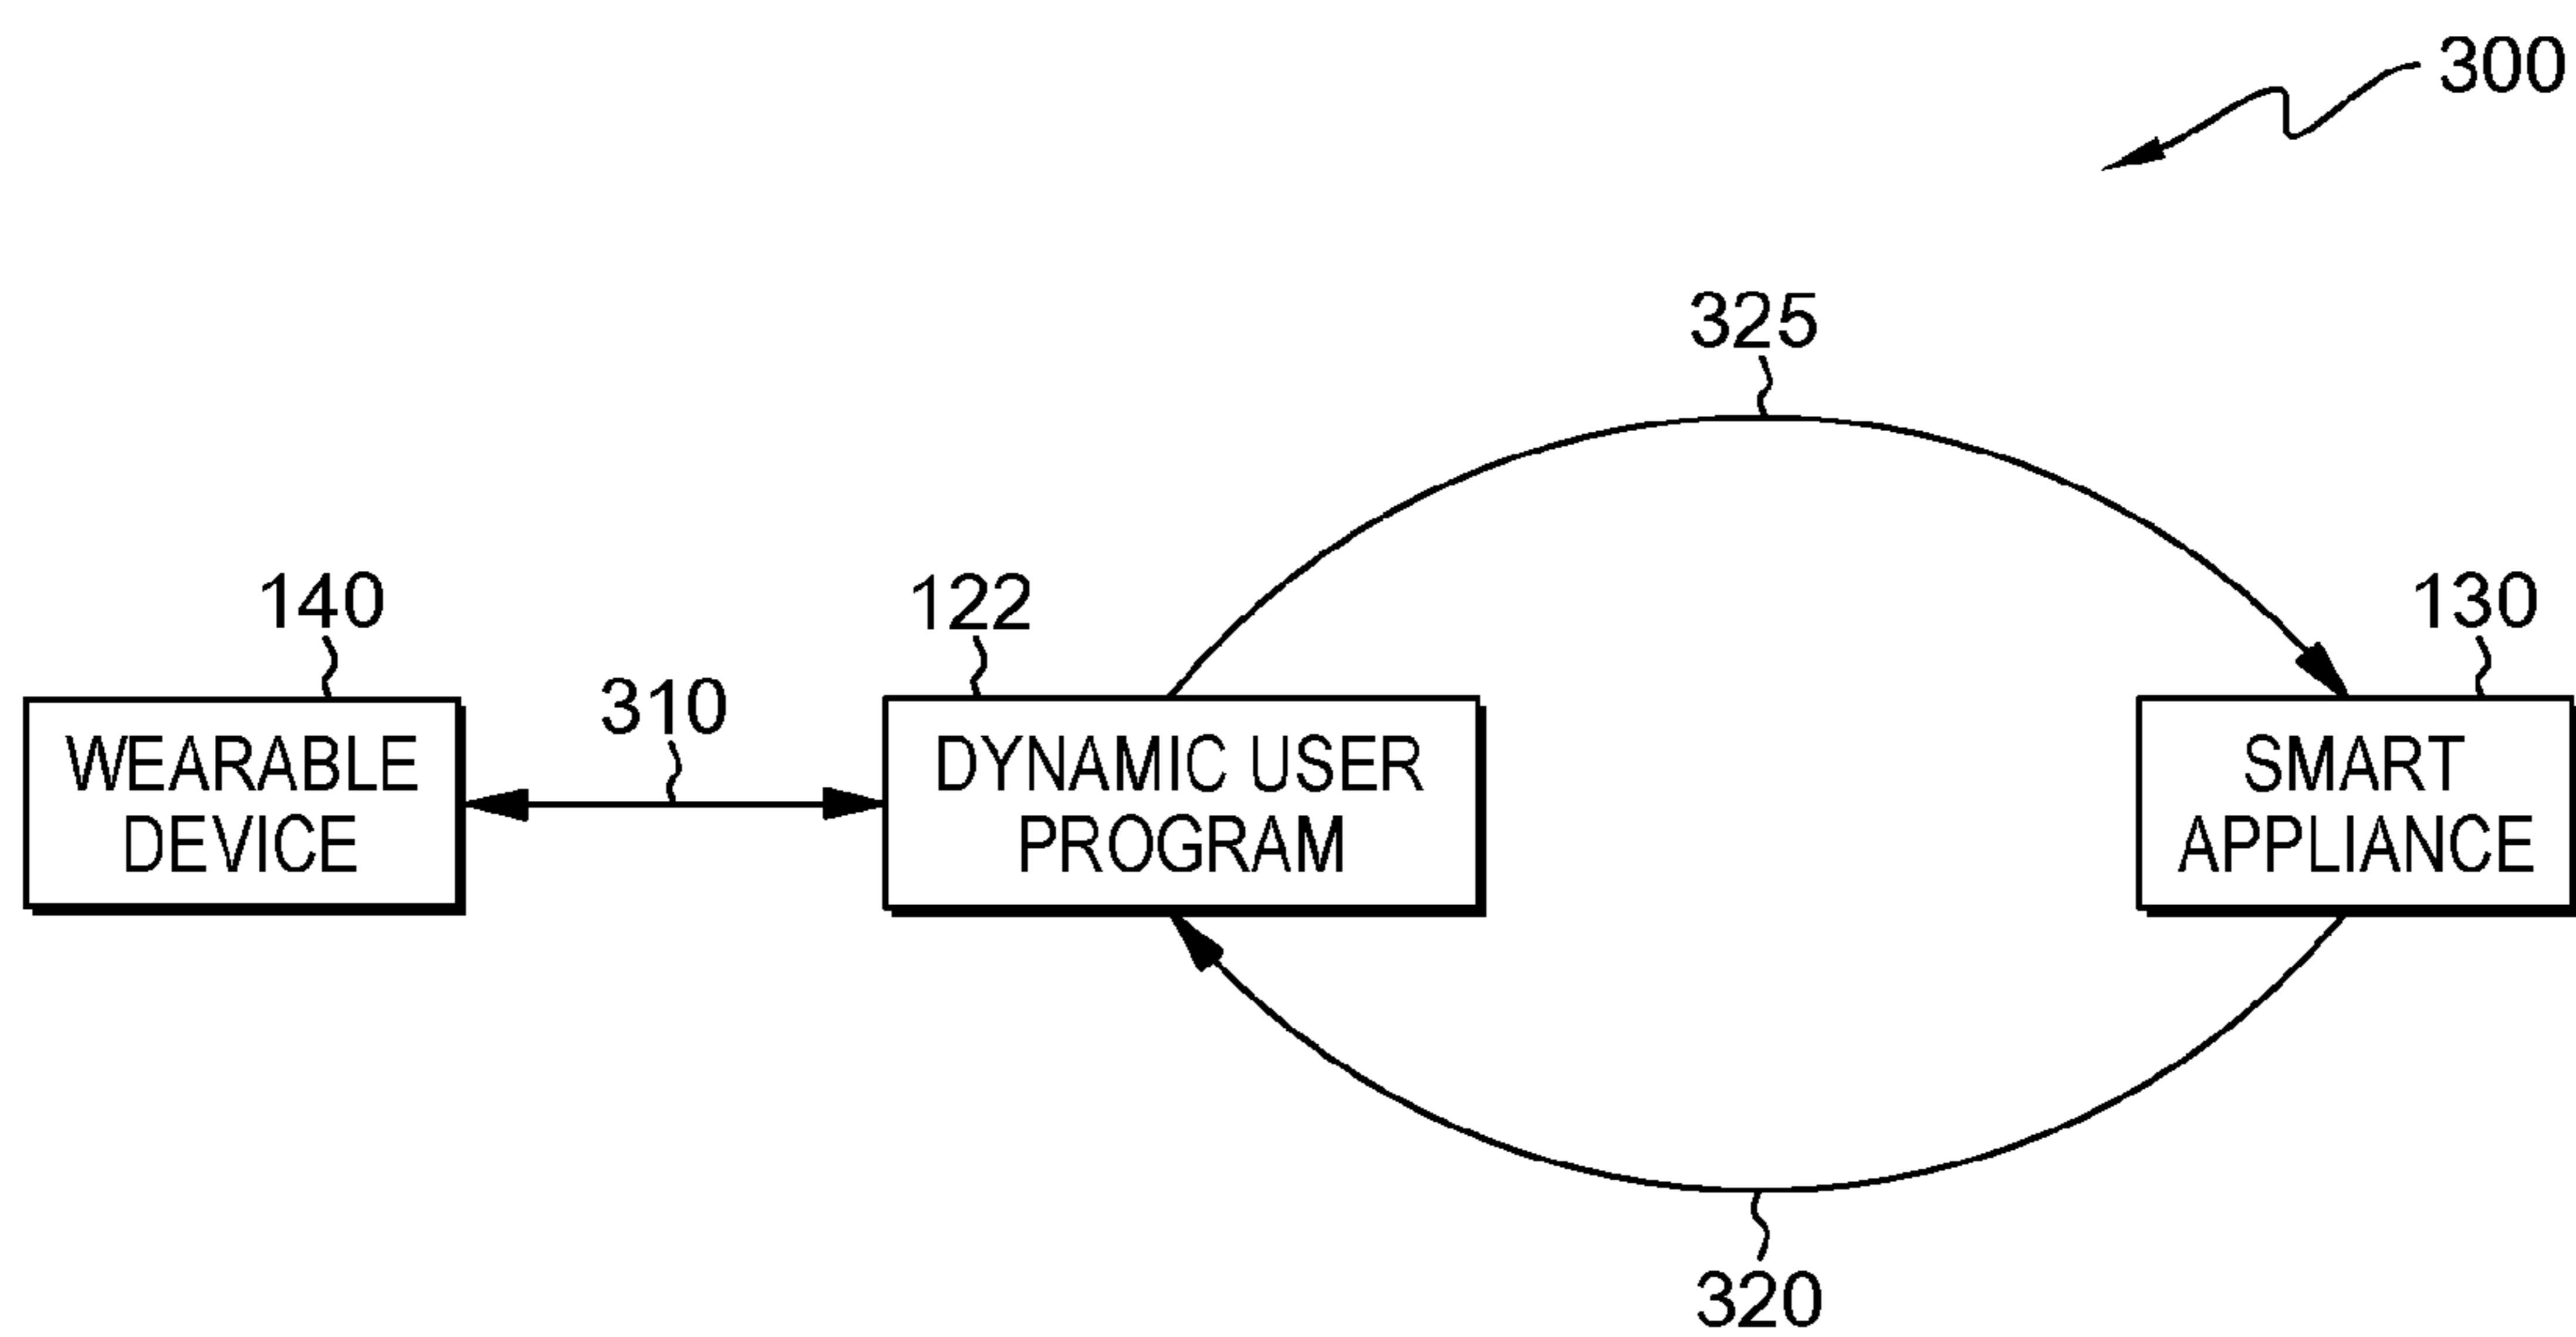 300
325
140
122
130
310
WEARABLE
DEVICE
DYNAMIC USER
PROGRAM
SMART
APPLIANCE
320